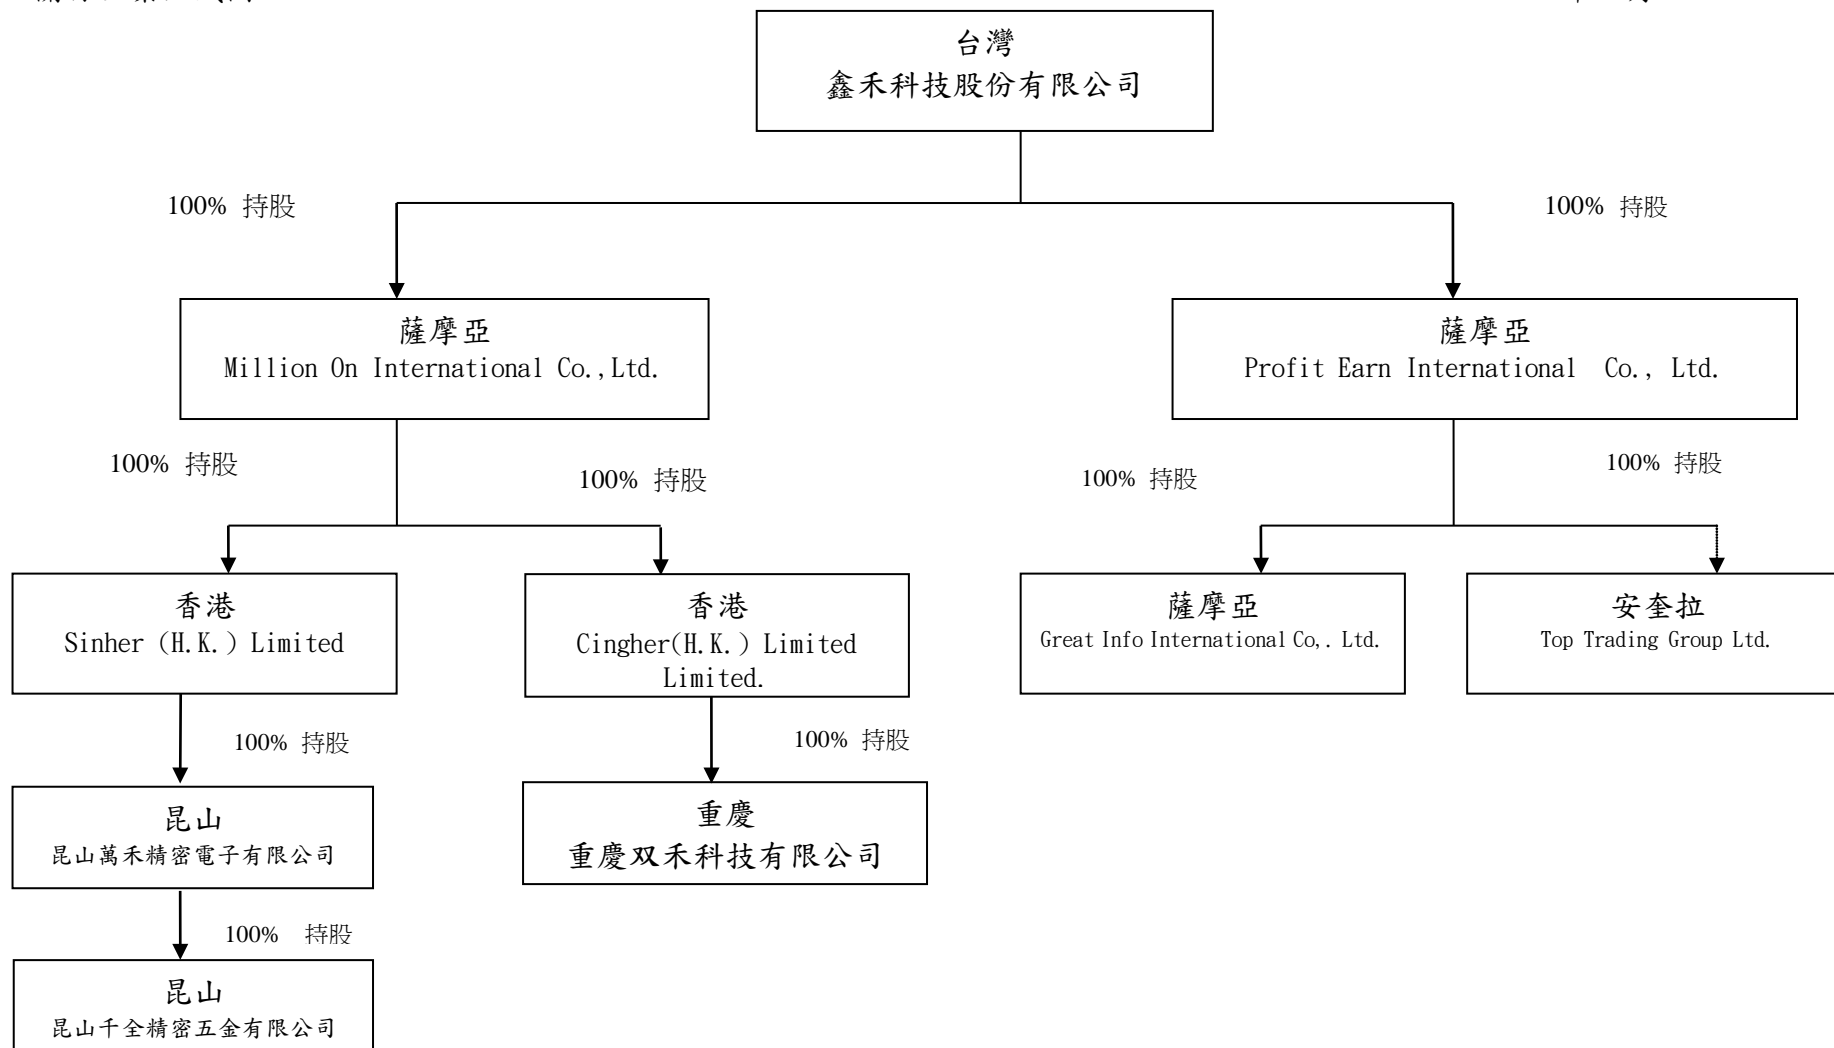 台灣
鑫禾科技股份有限公司
100% 持股
100% 持股
薩摩亞
Million On International Co.,Ltd.
薩摩亞
Profit Earn International Co., Ltd.
100% 持股
100% 持股
100% 持股
100% 持股
香港
Sinher (H.K.) Limited
香港
Cingher(H.K.) Limited
Limited.
薩摩亞
Great Info International Co,. Ltd.
安奎拉
Top Trading Group Ltd.
100% 持股
100% 持股
昆山
昆山萬禾精密電子有限公司
重慶
重慶双禾科技有限公司
100% 持股
昆山
昆山千全精密五金有限公司